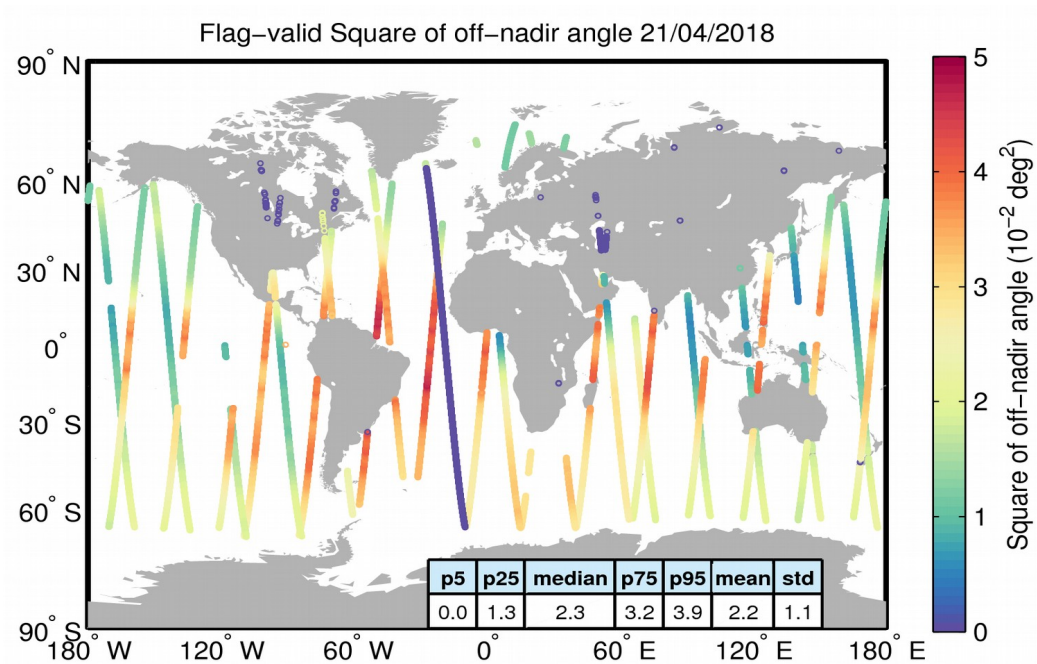 Flag−valid Square of off−nadir angle 21/04/2018
90° N
60° N
30° N
0°
30° S
60° S
90° S
180° W
120° W
60° W
0°
60° E
120° E
180° E
p5 p25 median p75 p95 mean std
0.0 1.3 2.3 3.2 3.9 2.2 1.1
5
4
3
2
1
0
Square of off−nadir angle (10⁻² deg²)